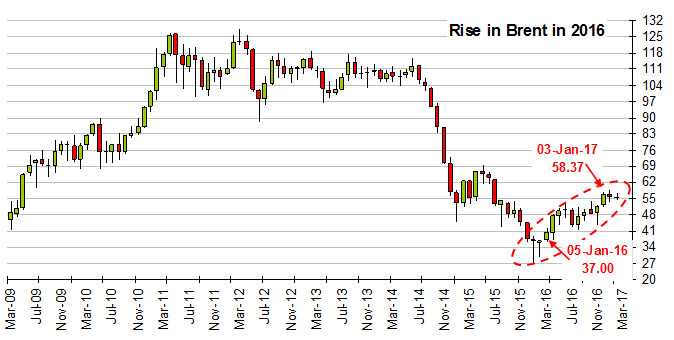 Rise in Brent in 2016
132
125
118
111
104
97
90
83
76
69
62
55
48
41
34
27
20
03-Jan-17
58.37
05-Jan-16
37.00
Mar-09
Jul-09
Nov-09
Mar-10
Jul-10
Nov-10
Mar-11
Jul-11
Nov-11
Mar-12
Jul-12
Nov-12
Mar-13
Jul-13
Nov-13
Mar-14
Jul-14
Nov-14
Mar-15
Jul-15
Nov-15
Mar-16
Jul-16
Nov-16
Mar-17